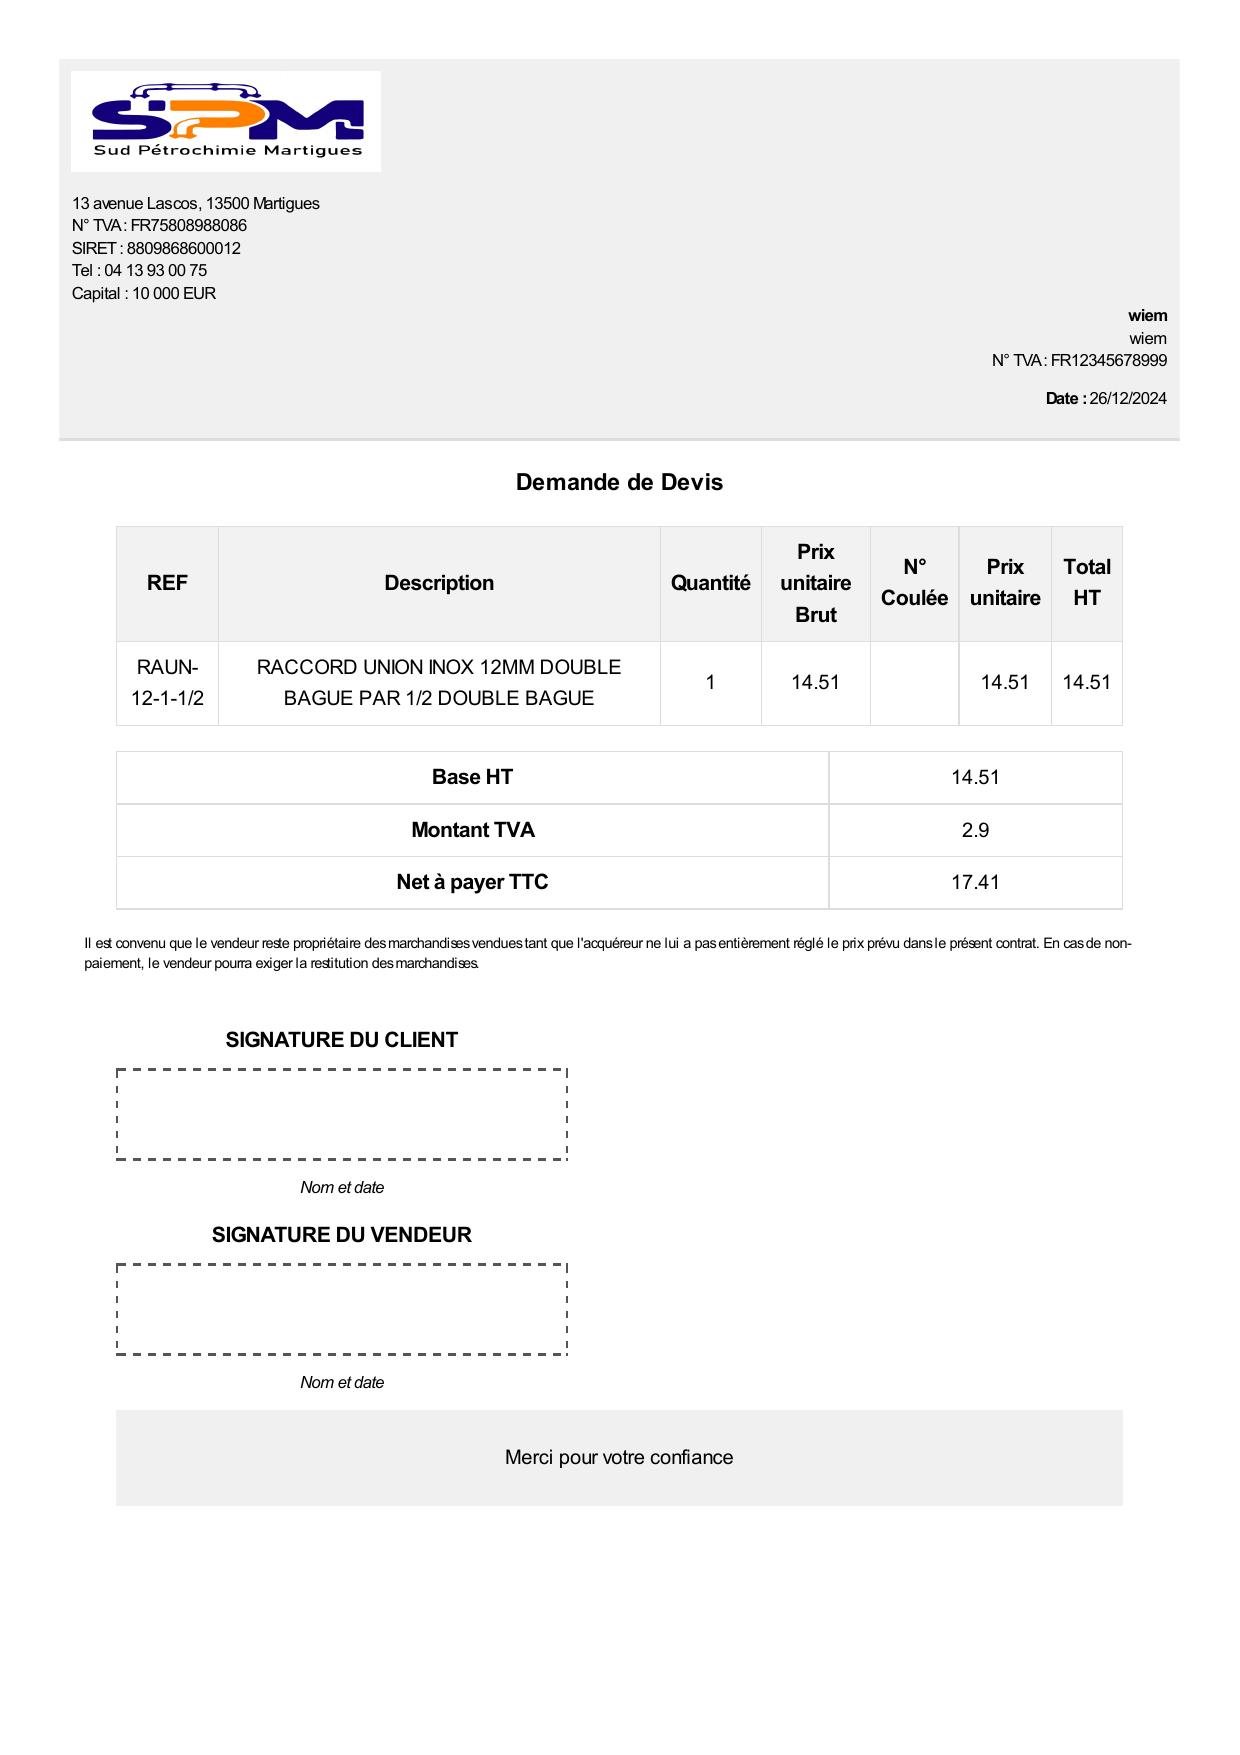 SPM
Sud Pétrochimie Martigues
13 avenue Lascos, 13500 Martigues
N° TVA : FR75808988086
SIRET : 8809868600012
Tel : 04 13 93 00 75
Capital : 10 000 EUR
wiem
wiem
N° TVA : FR12345678999
Date : 26/12/2024
Demande de Devis
REF Description Quantité Prix unitaire Brut N° Coulée Prix unitaire Total HT
RAUN-12-1-1/2 RACCORD UNION INOX 12MM DOUBLE BAGUE PAR 1/2 DOUBLE BAGUE 1 14.51 14.51 14.51
Base HT 14.51
Montant TVA 2.9
Net à payer TTC 17.41
Il est convenu que le vendeur reste propriétaire des marchandises vendues tant que l'acquéreur ne lui a pas entièrement réglé le prix prévu dans le présent contrat. En cas de non-
paiement, le vendeur pourra exiger la restitution des marchandises.
SIGNATURE DU CLIENT
Nom et date
SIGNATURE DU VENDEUR
Nom et date
Merci pour votre confiance